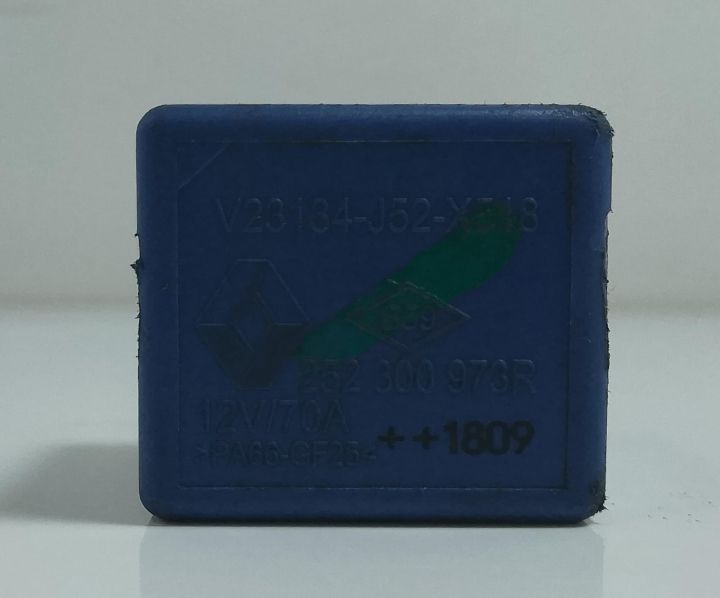 V23134-J52-X518
252 300 973R
12V/70A
>PA66-GF25<
++1809